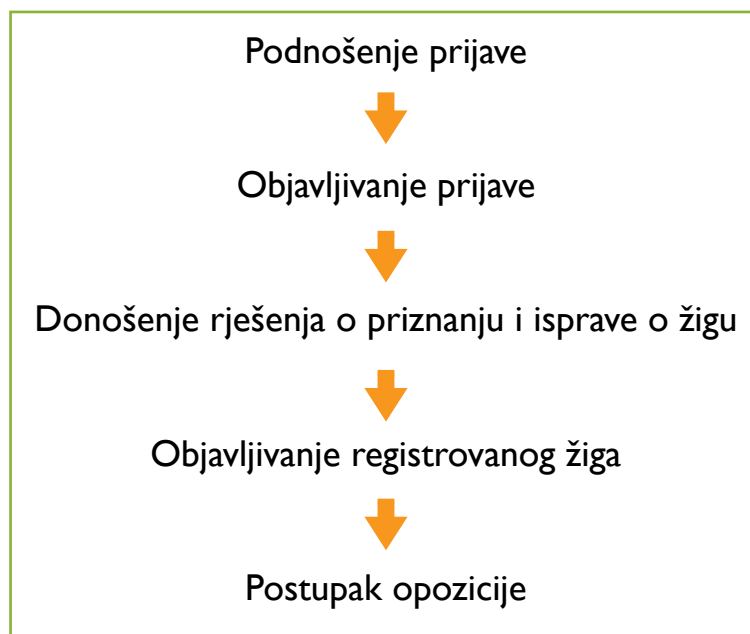 Podnošenje prijave
Objavljivanje prijave
Donošenje rješenja o priznanju i isprave o žigu
Objavljivanje registrovanog žiga
Postupak opozicije